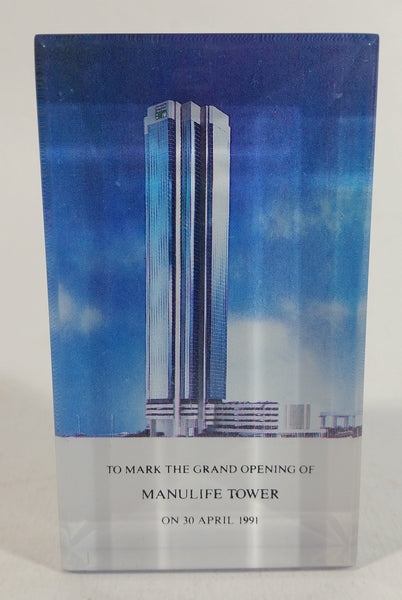 TO MARK THE GRAND OPENING OF
MANULIFE TOWER
ON 30 APRIL 1991